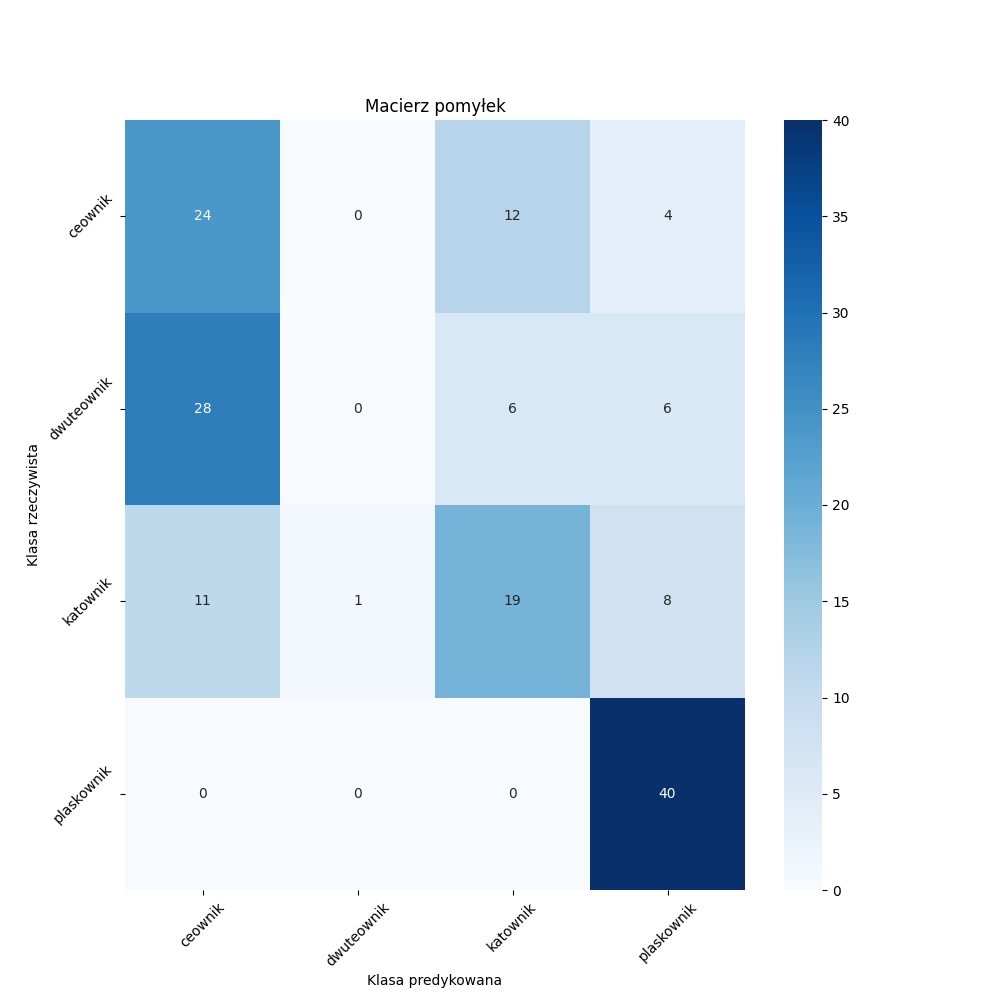 Macierz pomyłek
Klasa rzeczywista
ceownik
24 0 12 4
dwuteownik
28 0 6 6
katownik
11 1 19 8
plaskownik
0 0 0 40
ceownik dwuteownik katownik plaskownik
Klasa predykowana
40
35
30
25
20
15
10
5
0